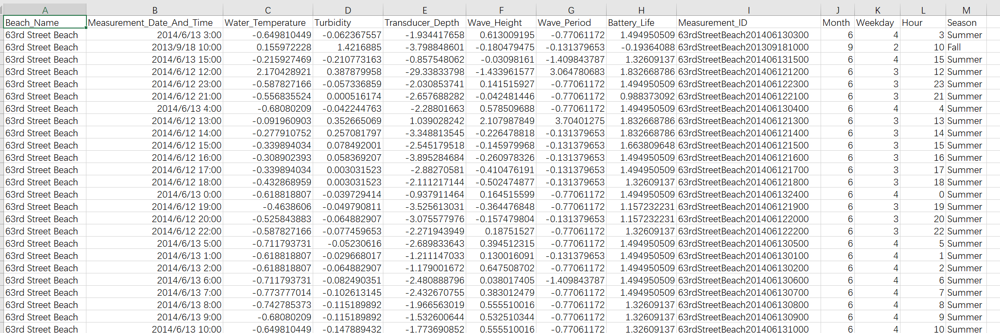 A B C D E F G H I J K L M
Beach_Name Measurement_Date_And_Time Water_Temperature Turbidity Transducer_Depth Wave_Height Wave_Period Battery_Life Measurement_ID Month Weekday Hour Season
63rd Street Beach 2014/6/13 3:00 -0.649810449 -0.062367557 -1.934417658 0.613009195 -0.77061172 1.494950509 63rdStreetBeach201406130300 6 4 3 Summer
63rd Street Beach 2013/9/18 10:00 0.155972228 1.4216885 -3.798848601 -0.180479475 -0.131379653 -0.19364088 63rdStreetBeach201309181000 9 2 10 Fall
63rd Street Beach 2014/6/13 15:00 -0.215927469 -0.210773163 -0.857548062 -0.03098161 -1.409843787 1.32609137 63rdStreetBeach201406131500 6 4 15 Summer
63rd Street Beach 2014/6/12 12:00 2.170428921 0.387879958 -29.33833798 -1.433961577 3.064780683 1.832668786 63rdStreetBeach201406121200 6 3 12 Summer
63rd Street Beach 2014/6/12 23:00 -0.587827166 -0.057336859 -2.030853741 0.141515927 -0.77061172 1.494950509 63rdStreetBeach201406122300 6 3 23 Summer
63rd Street Beach 2014/6/12 21:00 -0.556835524 0.000516174 -2.657688282 -0.042481446 -0.77061172 0.988373092 63rdStreetBeach201406122100 6 3 21 Summer
63rd Street Beach 2014/6/13 4:00 -0.68080209 -0.042244763 -2.28801663 0.578509688 -0.77061172 1.494950509 63rdStreetBeach201406130400 6 4 4 Summer
63rd Street Beach 2014/6/12 13:00 -0.091960903 0.352665069 1.039028242 2.107987849 3.70401275 1.832668786 63rdStreetBeach201406121300 6 3 13 Summer
63rd Street Beach 2014/6/12 14:00 -0.277910752 0.257081797 -3.348813545 -0.226478818 -0.131379653 1.832668786 63rdStreetBeach201406121400 6 3 14 Summer
63rd Street Beach 2014/6/12 15:00 -0.339894034 0.078492001 -2.545179518 -0.145979968 -0.131379653 1.663809648 63rdStreetBeach201406121500 6 3 15 Summer
63rd Street Beach 2014/6/12 16:00 -0.308902393 0.058369207 -3.895284684 -0.260978326 -0.131379653 1.494950509 63rdStreetBeach201406121600 6 3 16 Summer
63rd Street Beach 2014/6/12 17:00 -0.339894034 0.003031523 -2.88270581 -0.410476191 -0.131379653 1.494950509 63rdStreetBeach201406121700 6 3 17 Summer
63rd Street Beach 2014/6/12 18:00 -0.432868959 0.003031523 -2.111217144 -0.502474877 -0.131379653 1.32609137 63rdStreetBeach201406121800 6 3 18 Summer
63rd Street Beach 2014/6/13 0:00 -0.618818807 -0.039729414 -0.937911464 0.164515599 -0.77061172 1.494950509 63rdStreetBeach201406132400 6 4 0 Summer
63rd Street Beach 2014/6/12 19:00 -0.4638606 -0.049790811 -3.525613031 -0.364476848 -0.77061172 1.157232231 63rdStreetBeach201406121900 6 3 19 Summer
63rd Street Beach 2014/6/12 20:00 -0.525843883 -0.064882907 -3.075577976 -0.157479804 -0.131379653 1.157232231 63rdStreetBeach201406122000 6 3 20 Summer
63rd Street Beach 2014/6/12 22:00 -0.587827166 -0.077459653 -2.271943949 0.18751527 -0.77061172 1.32609137 63rdStreetBeach201406122200 6 3 22 Summer
63rd Street Beach 2014/6/13 5:00 -0.711793731 -0.05230616 -2.689833643 0.394512315 -0.77061172 1.494950509 63rdStreetBeach201406130500 6 4 5 Summer
63rd Street Beach 2014/6/13 1:00 -0.618818807 -0.029668017 -1.211147033 0.130016091 -0.131379653 1.494950509 63rdStreetBeach201406130100 6 4 1 Summer
63rd Street Beach 2014/6/13 2:00 -0.618818807 -0.064882907 -1.179001672 0.647508702 -0.77061172 1.494950509 63rdStreetBeach201406130200 6 4 2 Summer
63rd Street Beach 2014/6/13 6:00 -0.711793731 -0.082490351 -2.480888796 0.038017405 -1.409843787 1.494950509 63rdStreetBeach201406130600 6 4 6 Summer
63rd Street Beach 2014/6/13 7:00 -0.773777014 -0.102613145 -2.432670755 0.383012479 -0.77061172 1.494950509 63rdStreetBeach201406130700 6 4 7 Summer
63rd Street Beach 2014/6/13 8:00 -0.742785373 -0.115189892 -1.966563019 0.555510016 -0.77061172 1.32609137 63rdStreetBeach201406130800 6 4 8 Summer
63rd Street Beach 2014/6/13 9:00 -0.68080209 -0.115189892 -1.532600644 0.532510344 -0.77061172 1.32609137 63rdStreetBeach201406130900 6 4 9 Summer
63rd Street Beach 2014/6/13 10:00 -0.649810449 -0.147889432 -1.773690852 0.555510016 -0.77061172 1.32609137 63rdStreetBeach201406131000 6 4 10 Summer